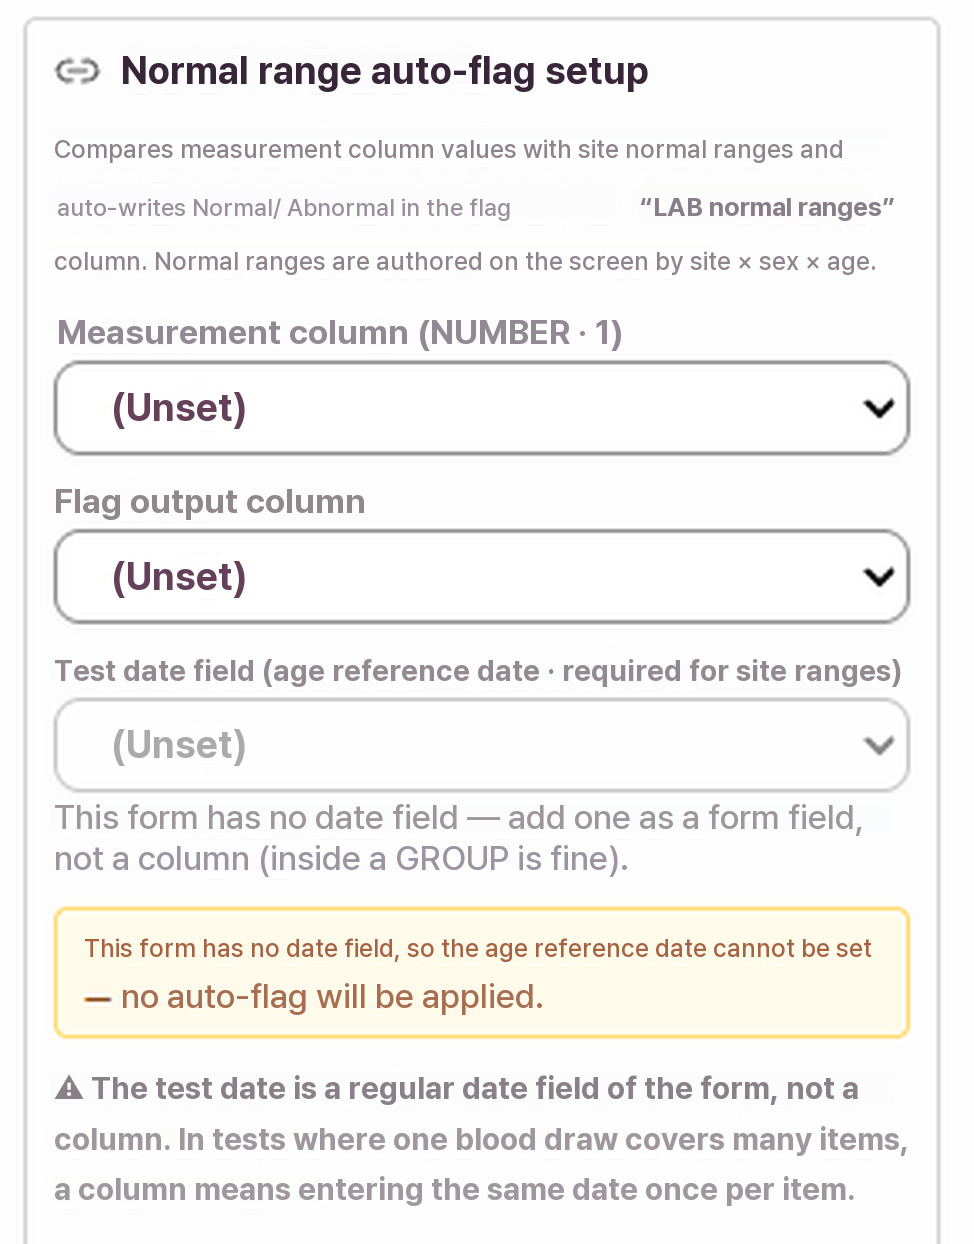 Normal range auto-flag setup
Compares measurement column values with site normal ranges and
auto-writes Normal/ Abnormal in the flag “LAB normal ranges”
column. Normal ranges are authored on the screen by site × sex × age.
Measurement column (NUMBER · 1)
(Unset)
Flag output column
(Unset)
Test date field (age reference date · required for site ranges)
(Unset)
This form has no date field — add one as a form field,
not a column (inside a GROUP is fine).
This form has no date field, so the age reference date cannot be set
— no auto-flag will be applied.
⚠ The test date is a regular date field of the form, not a
column. In tests where one blood draw covers many items,
a column means entering the same date once per item.